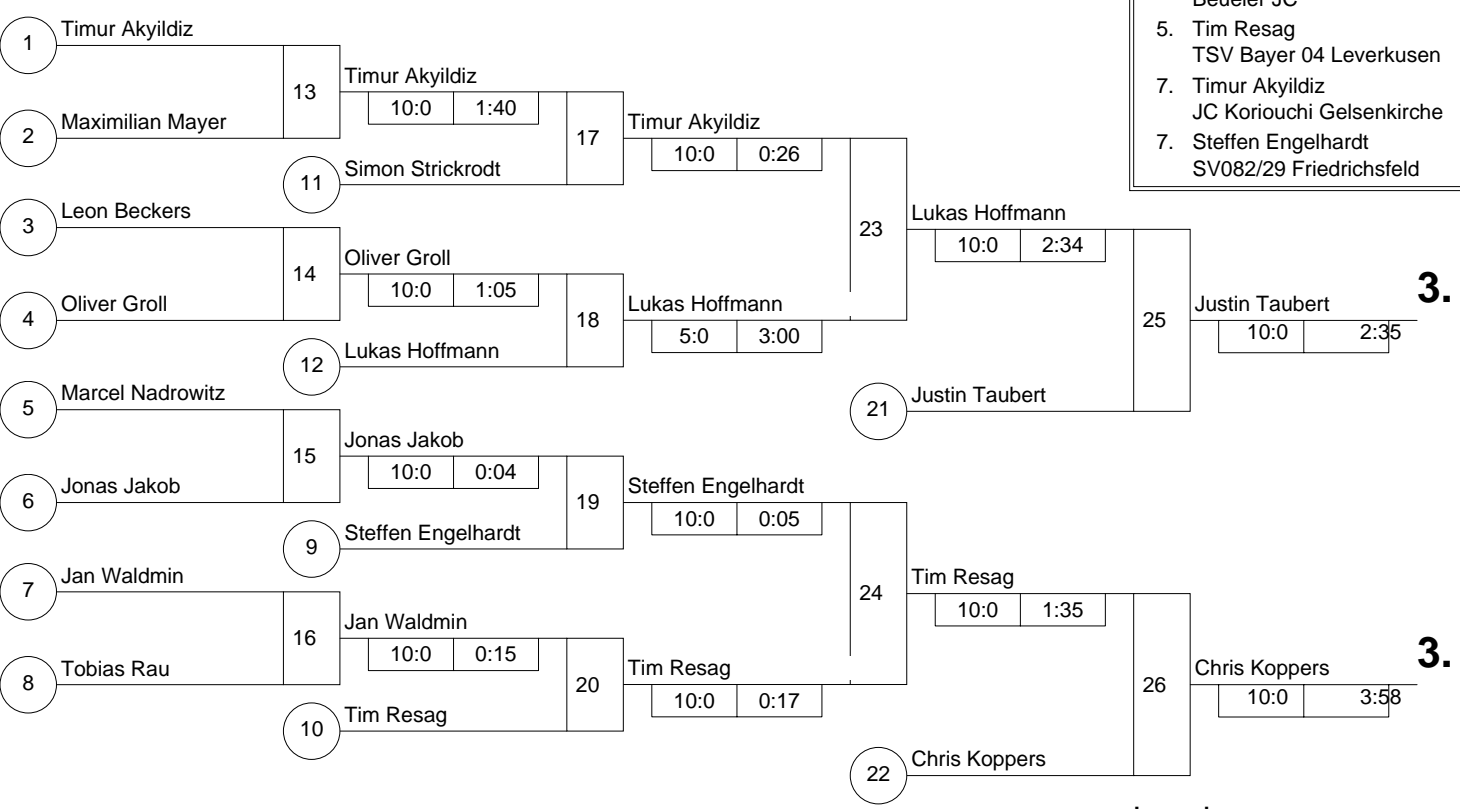 Beueler JC
5. Tim Resag
TSV Bayer 04 Leverkusen
7. Timur Akyildiz
JC Koriouchi Gelsenkirche
7. Steffen Engelhardt
SV082/29 Friedrichsfeld
1 Timur Akyildiz
13 Timur Akyildiz
10:0 1:40
2 Maximilian Mayer
17 Timur Akyildiz
10:0 0:26
11 Simon Strickrodt
3 Leon Beckers
23 Lukas Hoffmann
10:0 2:34
14 Oliver Groll
10:0 1:05
4 Oliver Groll
18 Lukas Hoffmann
5:0 3:00
12 Lukas Hoffmann
25 Justin Taubert 3.
10:0 2:35
5 Marcel Nadrowitz
21 Justin Taubert
15 Jonas Jakob
10:0 0:04
6 Jonas Jakob
19 Steffen Engelhardt
10:0 0:05
9 Steffen Engelhardt
7 Jan Waldmin
24 Tim Resag
10:0 1:35
16 Jan Waldmin
10:0 0:15
8 Tobias Rau
20 Tim Resag
10:0 0:17
10 Tim Resag
26 Chris Koppers 3.
10:0 3:58
22 Chris Koppers